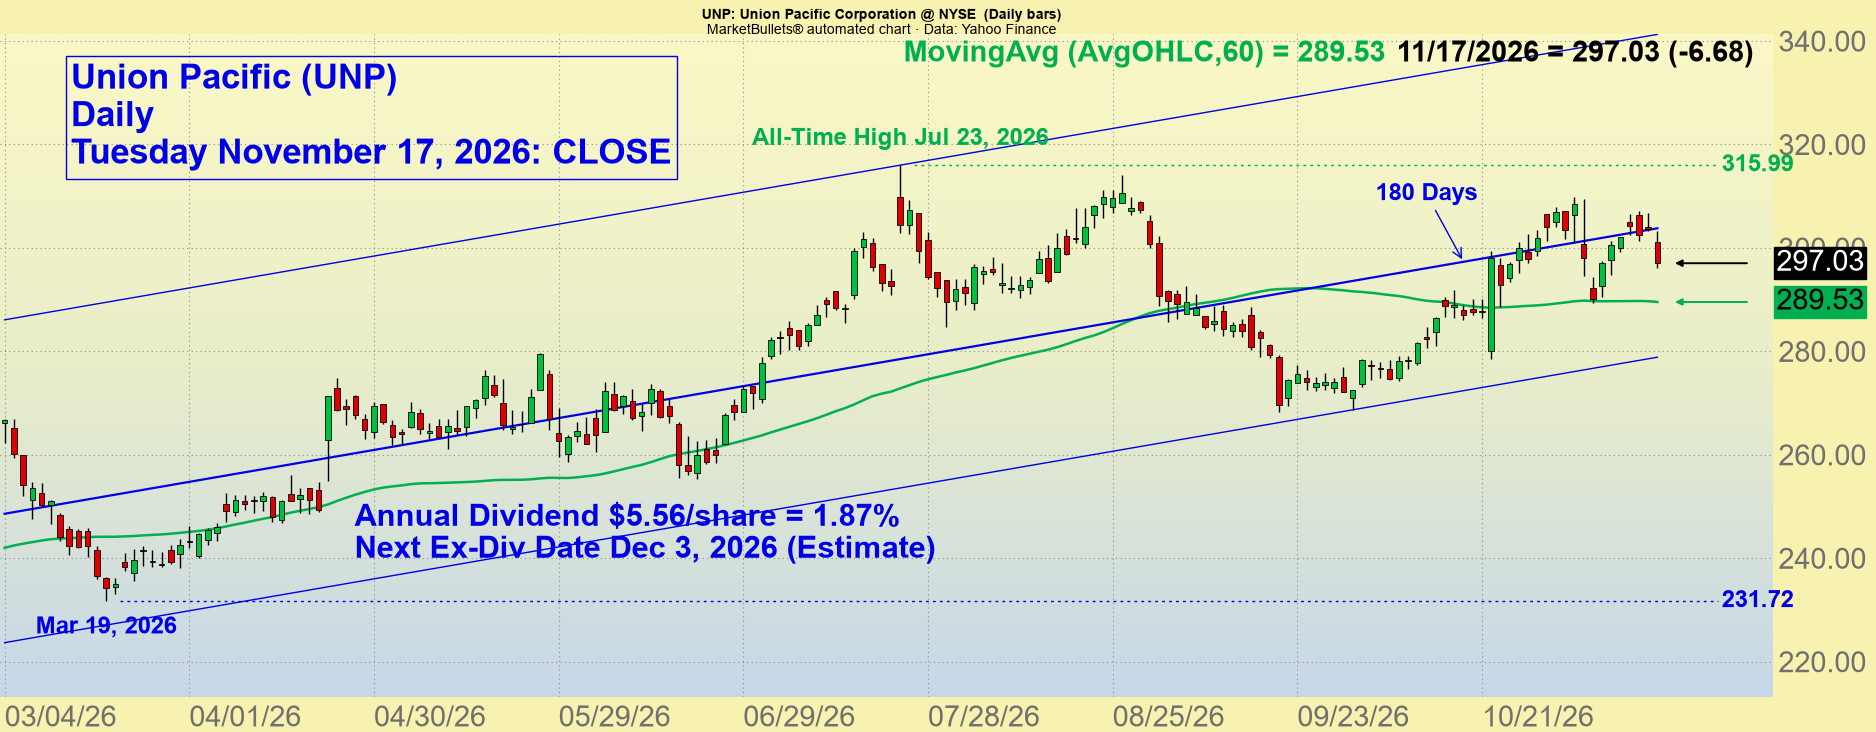 UNP: Union Pacific Corporation @ NYSE (Daily bars)
MarketBullets® automated chart · Data: Yahoo Finance
MovingAvg (AvgOHLC,60) = 289.53 11/17/2026 = 297.03 (-6.68)
340.00
Union Pacific (UNP)
Daily
Tuesday November 17, 2026: CLOSE
All-Time High Jul 23, 2026
320.00
315.99
180 Days
300.00
297.03
289.53
280.00
260.00
Annual Dividend $5.56/share = 1.87%
Next Ex-Div Date Dec 3, 2026 (Estimate)
240.00
231.72
Mar 19, 2026
220.00
03/04/26 04/01/26 04/30/26 05/29/26 06/29/26 07/28/26 08/25/26 09/23/26 10/21/26